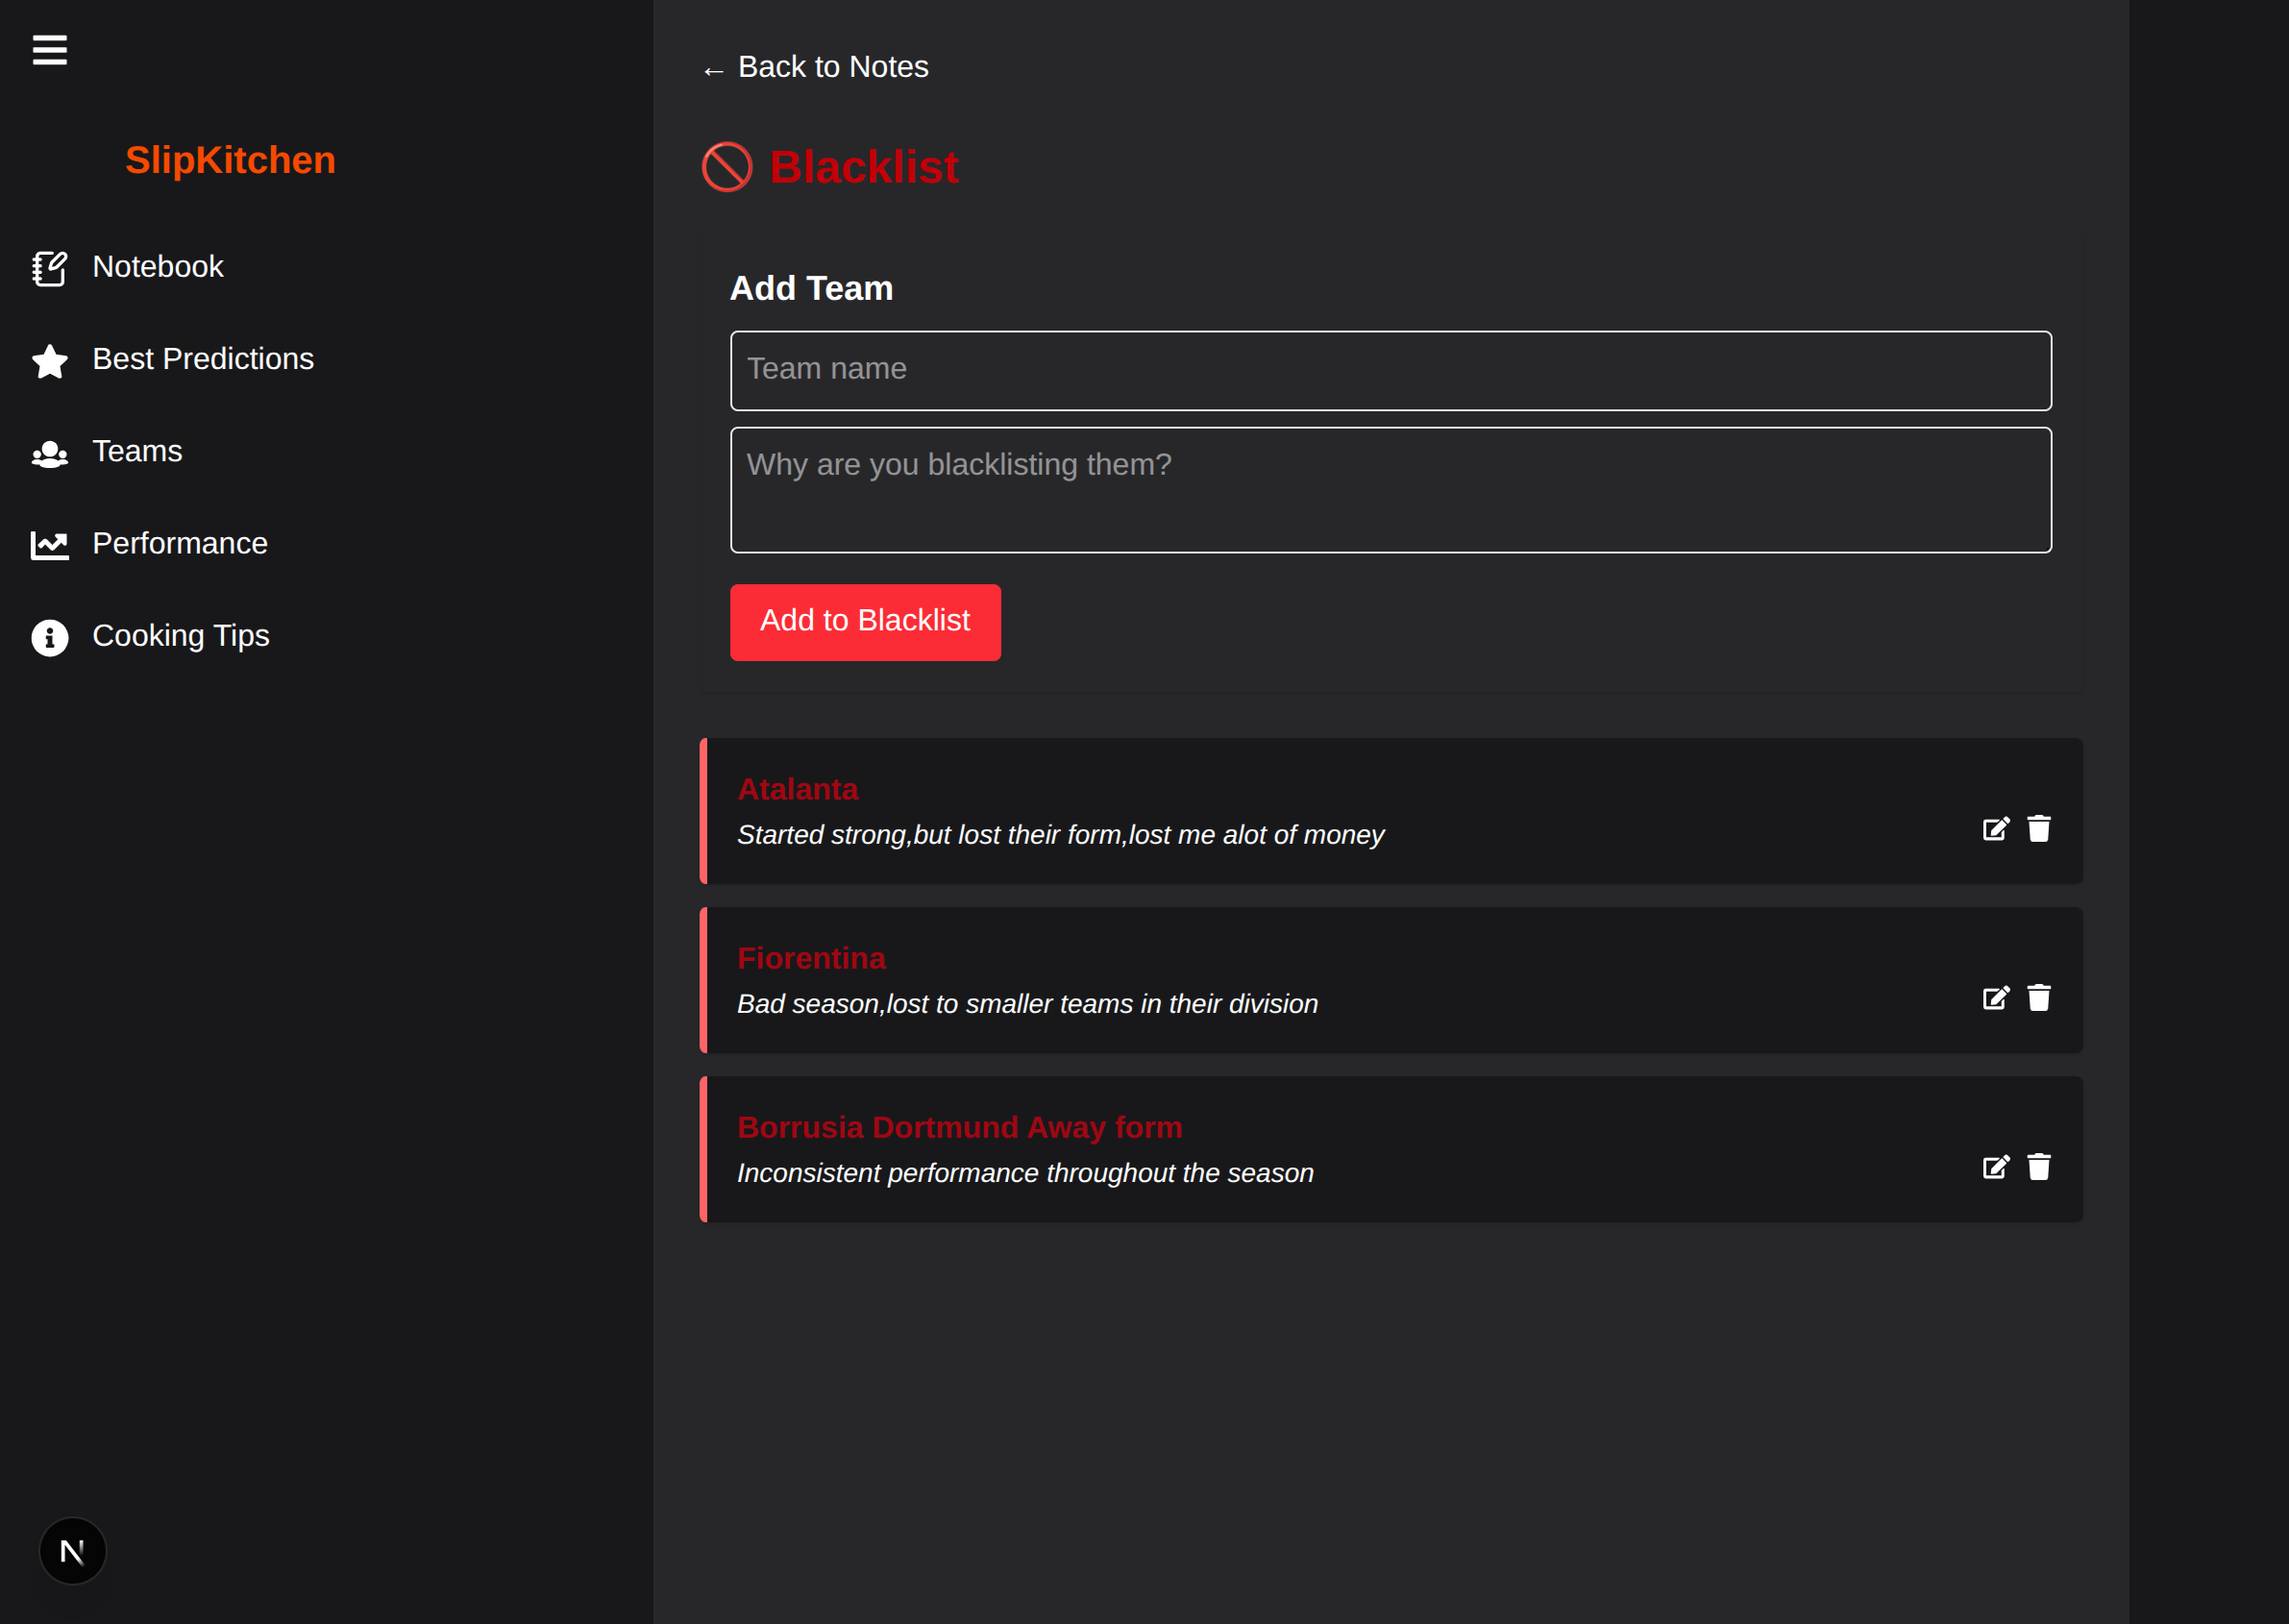 SlipKitchen
Notebook
Best Predictions
Teams
Performance
Cooking Tips
N
← Back to Notes
Blacklist
Add Team
Team name
Why are you blacklisting them?
Add to Blacklist
Atalanta
Started strong,but lost their form,lost me alot of money
Fiorentina
Bad season,lost to smaller teams in their division
Borrusia Dortmund Away form
Inconsistent performance throughout the season